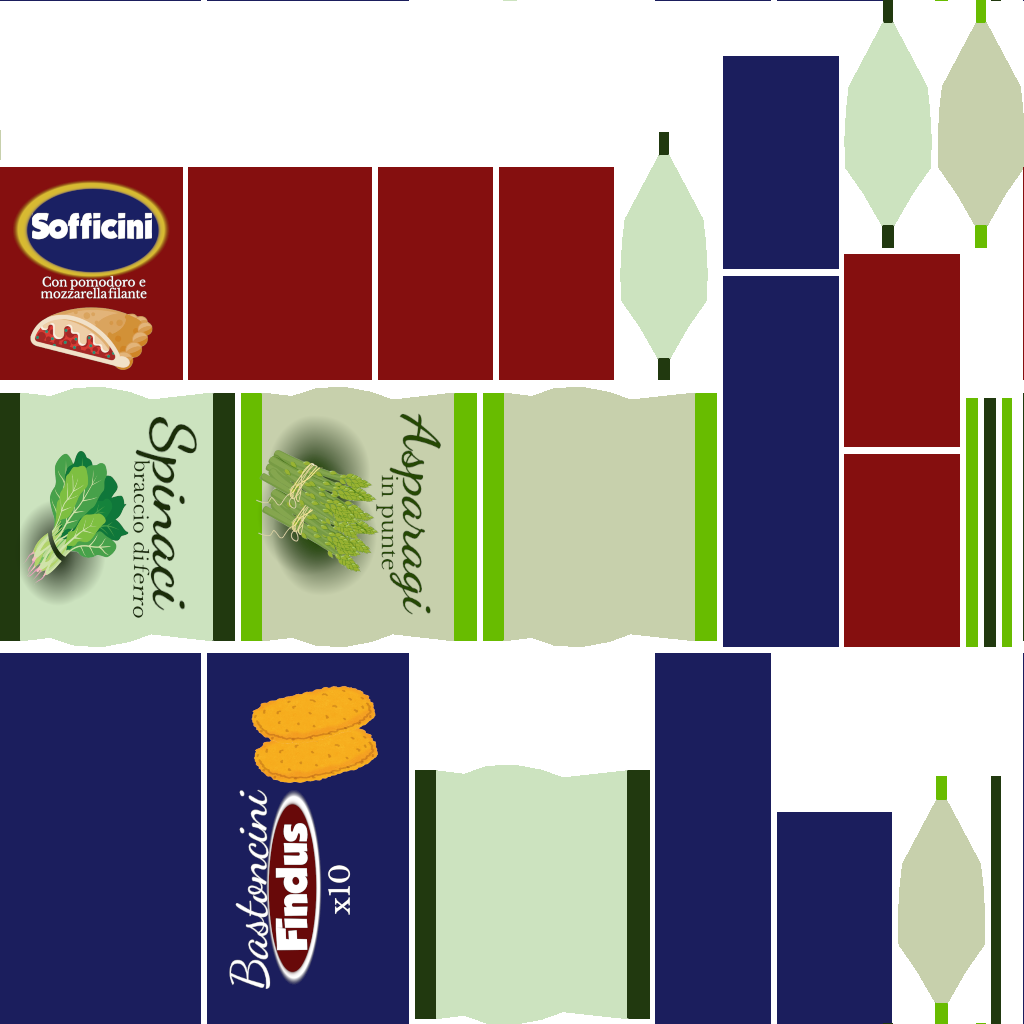 Sofficini
Con pomodoro e
mozzarella filante
Spinaci
braccio di ferro
Asparagi
in punte
Bastoncini
Findus
x10